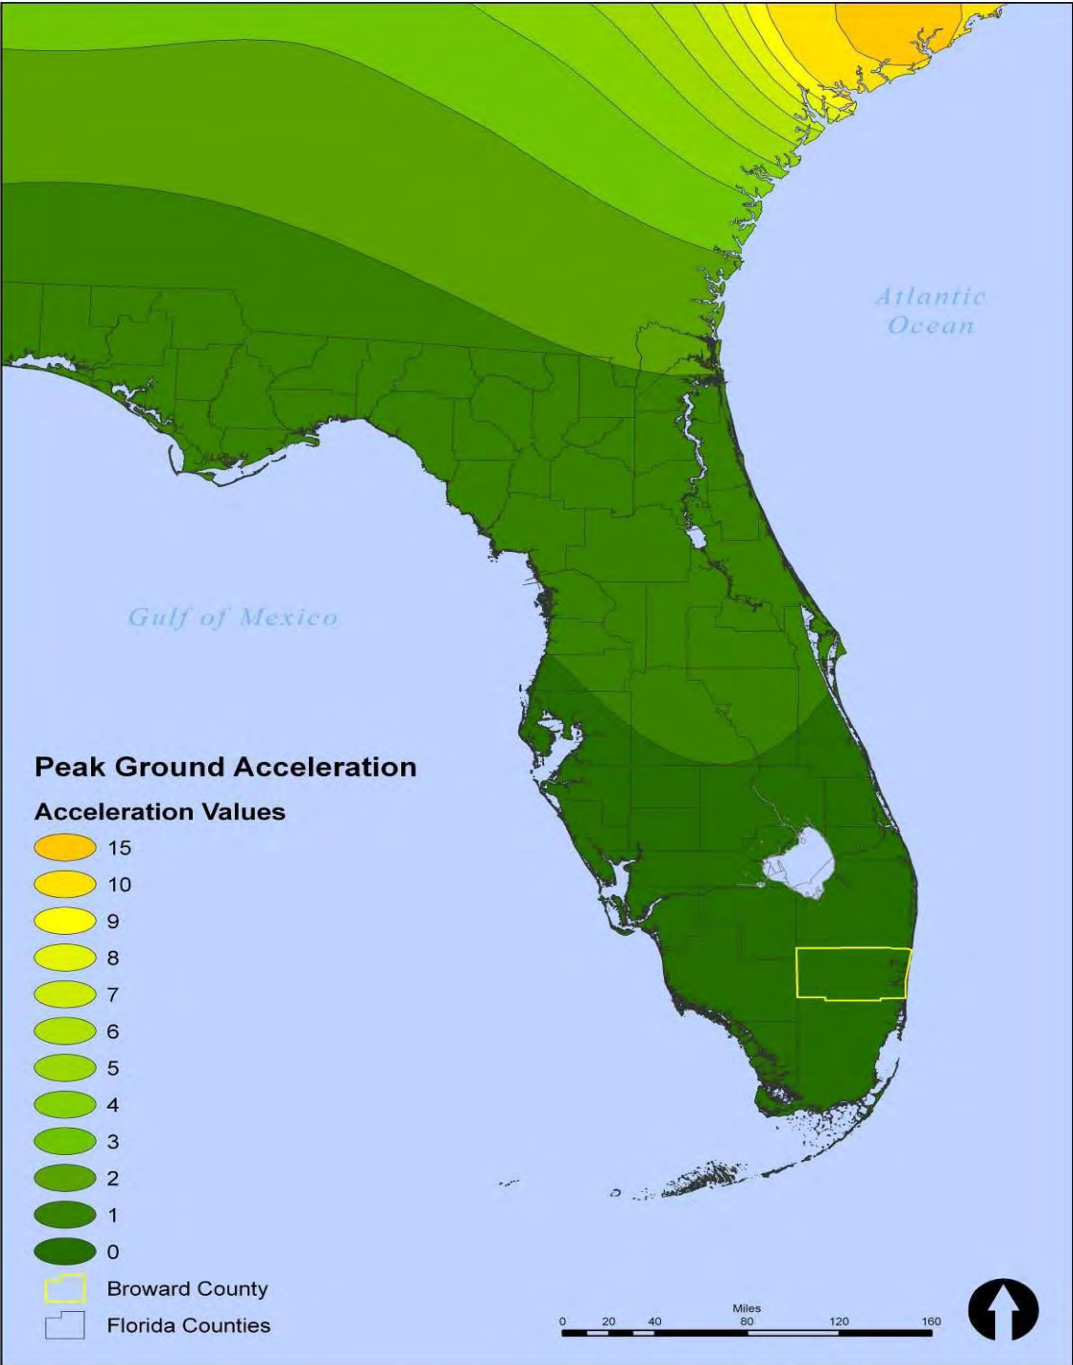 Atlantic
Ocean
Gulf of Mexico
Peak Ground Acceleration
Acceleration Values
15
10
9
8
7
6
5
4
3
2
1
0
Broward County
Florida Counties
Miles
0 20 40 80 120 160